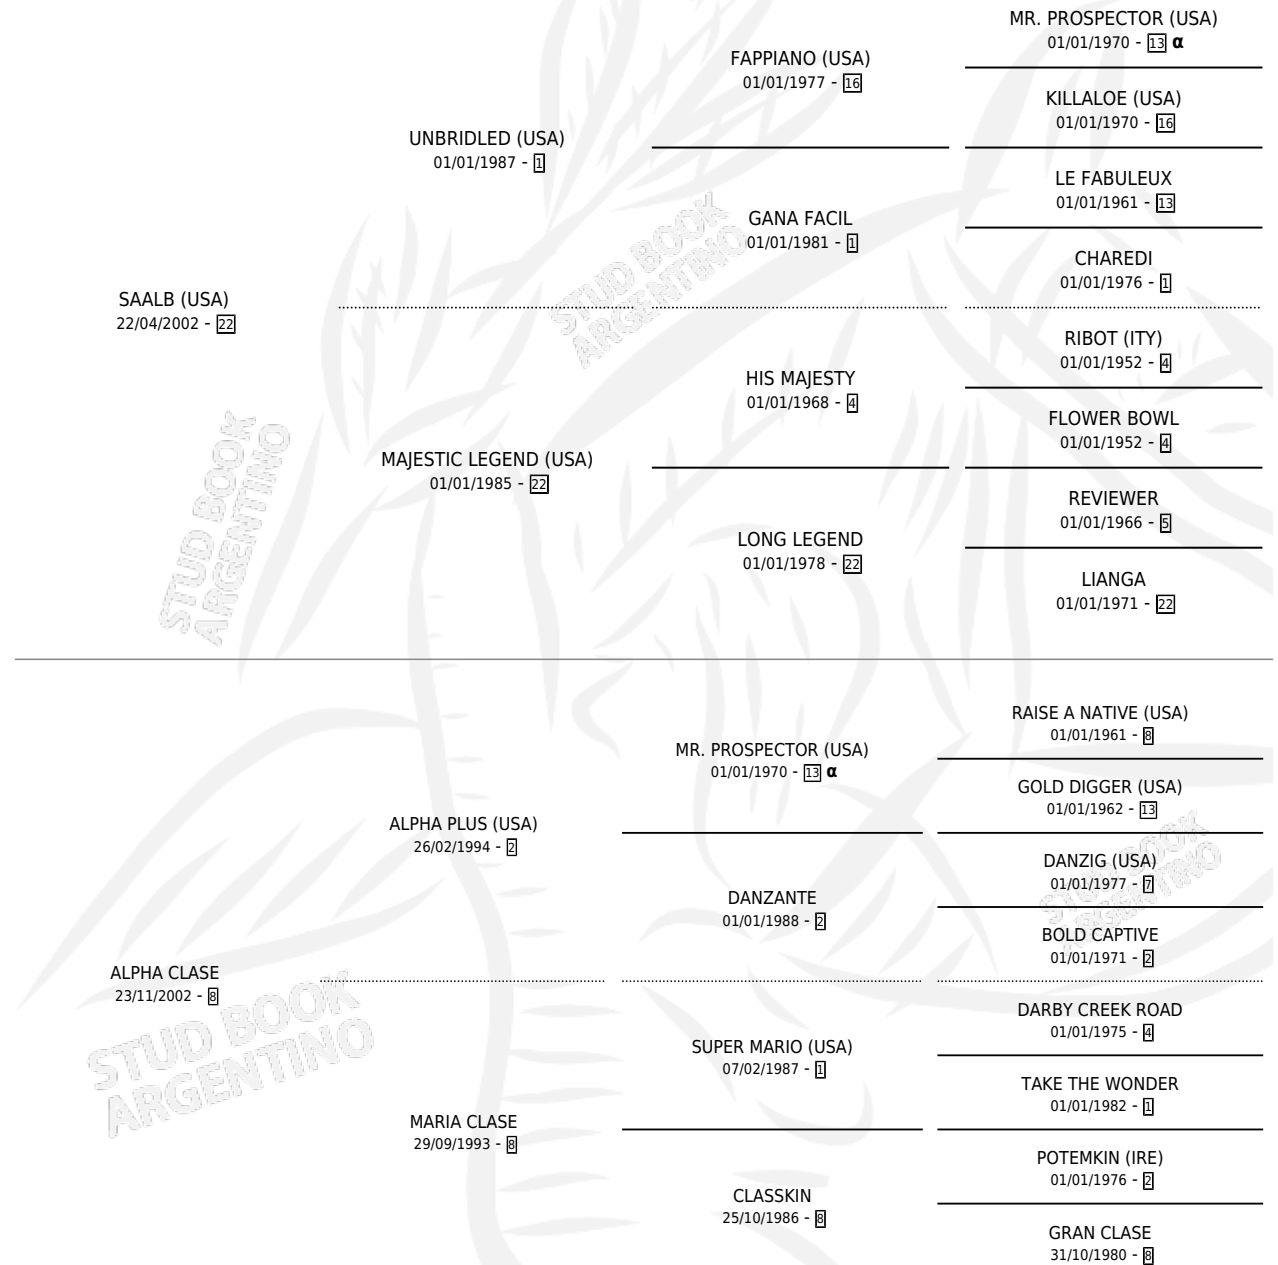 MR. PROSPECTOR (USA)
01/01/1970 - 13 α
FAPPIANO (USA)
01/01/1977 - 16
KILLALOE (USA)
01/01/1970 - 16
UNBRIDLED (USA)
01/01/1987 - 1
LE FABULEUX
01/01/1961 - 13
GANA FACIL
01/01/1981 - 1
CHAREDI
01/01/1976 - 1
SAALB (USA)
22/04/2002 - 22
RIBOT (ITY)
01/01/1952 - 4
HIS MAJESTY
01/01/1968 - 4
FLOWER BOWL
01/01/1952 - 4
MAJESTIC LEGEND (USA)
01/01/1985 - 22
REVIEWER
01/01/1966 - 5
LONG LEGEND
01/01/1978 - 22
LIANGA
01/01/1971 - 22
RAISE A NATIVE (USA)
01/01/1961 - 8
MR. PROSPECTOR (USA)
01/01/1970 - 13 α
GOLD DIGGER (USA)
01/01/1962 - 13
ALPHA PLUS (USA)
26/02/1994 - 2
DANZIG (USA)
01/01/1977 - 7
DANZANTE
01/01/1988 - 2
BOLD CAPTIVE
01/01/1971 - 2
ALPHA CLASE
23/11/2002 - 8
DARBY CREEK ROAD
01/01/1975 - 4
SUPER MARIO (USA)
07/02/1987 - 1
TAKE THE WONDER
01/01/1982 - 1
MARIA CLASE
29/09/1993 - 8
POTEMKIN (IRE)
01/01/1976 - 2
CLASSKIN
25/10/1986 - 8
GRAN CLASE
31/10/1980 - 8
STUD BOOK
ARGENTINO
STUD BOOK
ARGENTINO
STUD BOOK
ARGENTINO
STUD BOOK
ARGENTINO